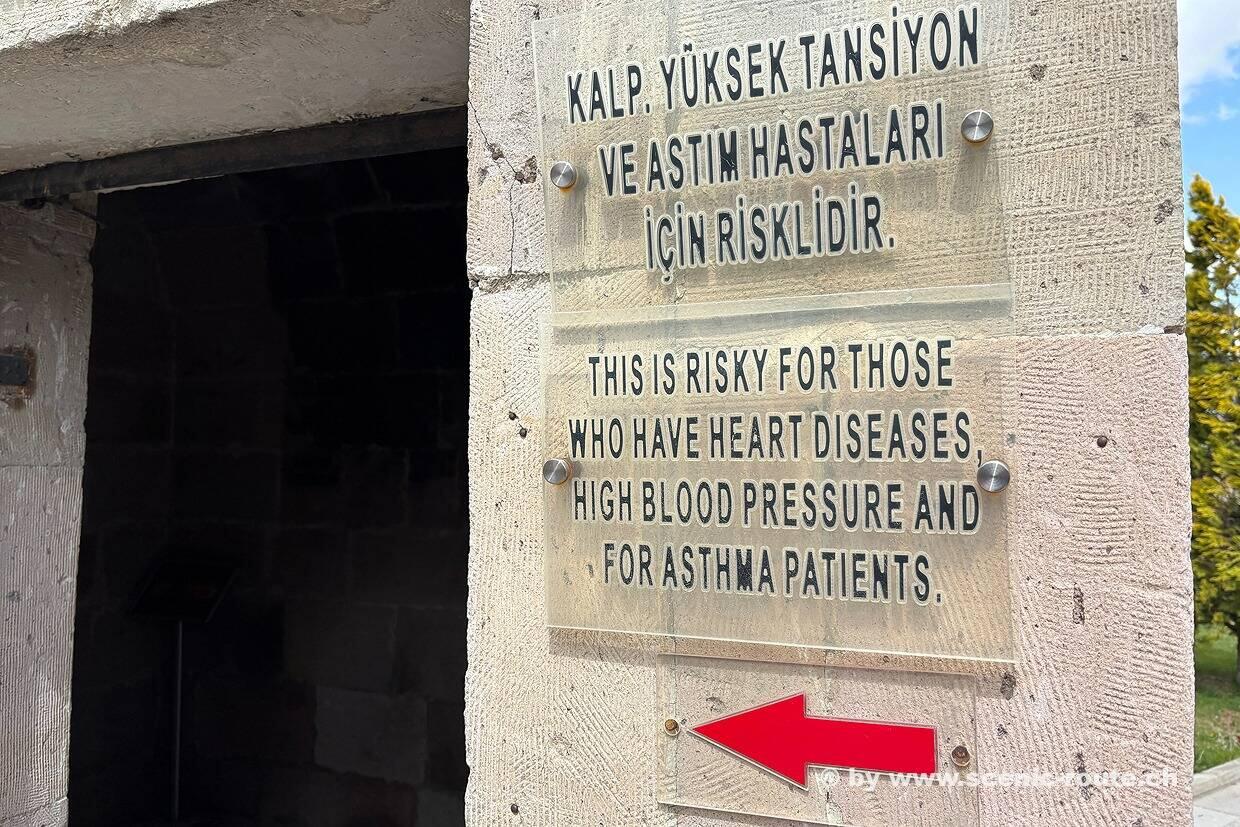 KALP. YÜKSEK TANSİYON
VE ASTIM HASTALARI
İÇİN RİSKLİDİR.
THIS IS RISKY FOR THOSE
WHO HAVE HEART DISEASES,
HIGH BLOOD PRESSURE AND
FOR ASTHMA PATIENTS.
© by www.scenic-route.ch